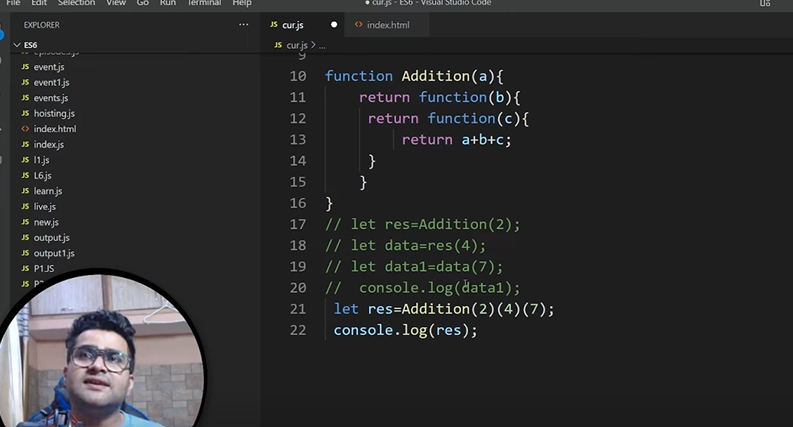 File Edit Selection View Go Run Terminal Help
cur.js - ES6 - Visual Studio Code
EXPLORER
ES6
episodes.js
JS event.js
JS event1.js
JS events.js
JS hoisting.js
<> index.html
JS index.js
JS l1.js
JS L6.js
JS learn.js
JS live.js
JS new.js
JS output.js
JS output1.js
JS P1.JS
JS
JS cur.js
<> index.html
JS cur.js > ...
9
10 function Addition(a){
11 return function(b){
12 return function(c){
13 return a+b+c;
14 }
15 }
16 }
17 // let res=Addition(2);
18 // let data=res(4);
19 // let data1=data(7);
20 // console.log(data1);
21 let res=Addition(2)(4)(7);
22 console.log(res);